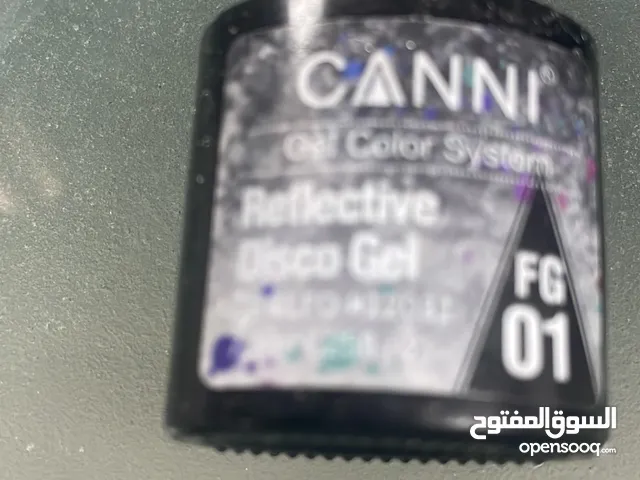 CANNI®
Gel Color System
Reflective
Disco Gel
FG
01
السوق المفتوح
opensooq.com